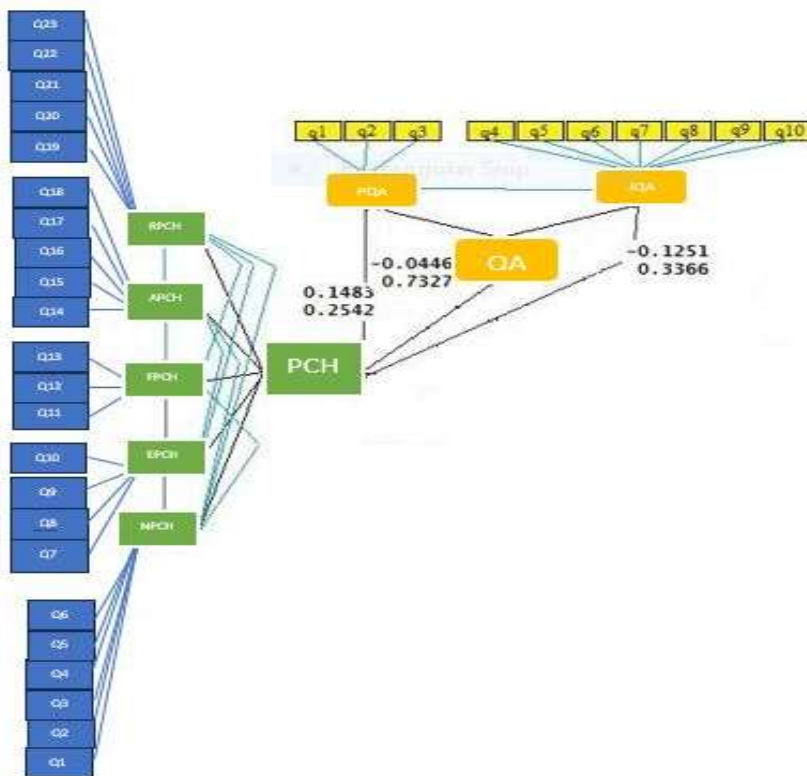 Q23
Q22
Q21
Q20
Q19
Q18
Q17
Q16
Q15
Q14
Q13
Q12
Q11
Q10
Q9
Q8
Q7
Q6
Q5
Q4
Q3
Q2
Q1
RPCH
APCH
FPCH
EPCH
NPCH
PCH
q1 q2 q3 q4 q5 q6 q7 q8 q9 q10
PQA
QA
-0.0446
0.7327
0.1483
0.2542
-0.1251
0.3366